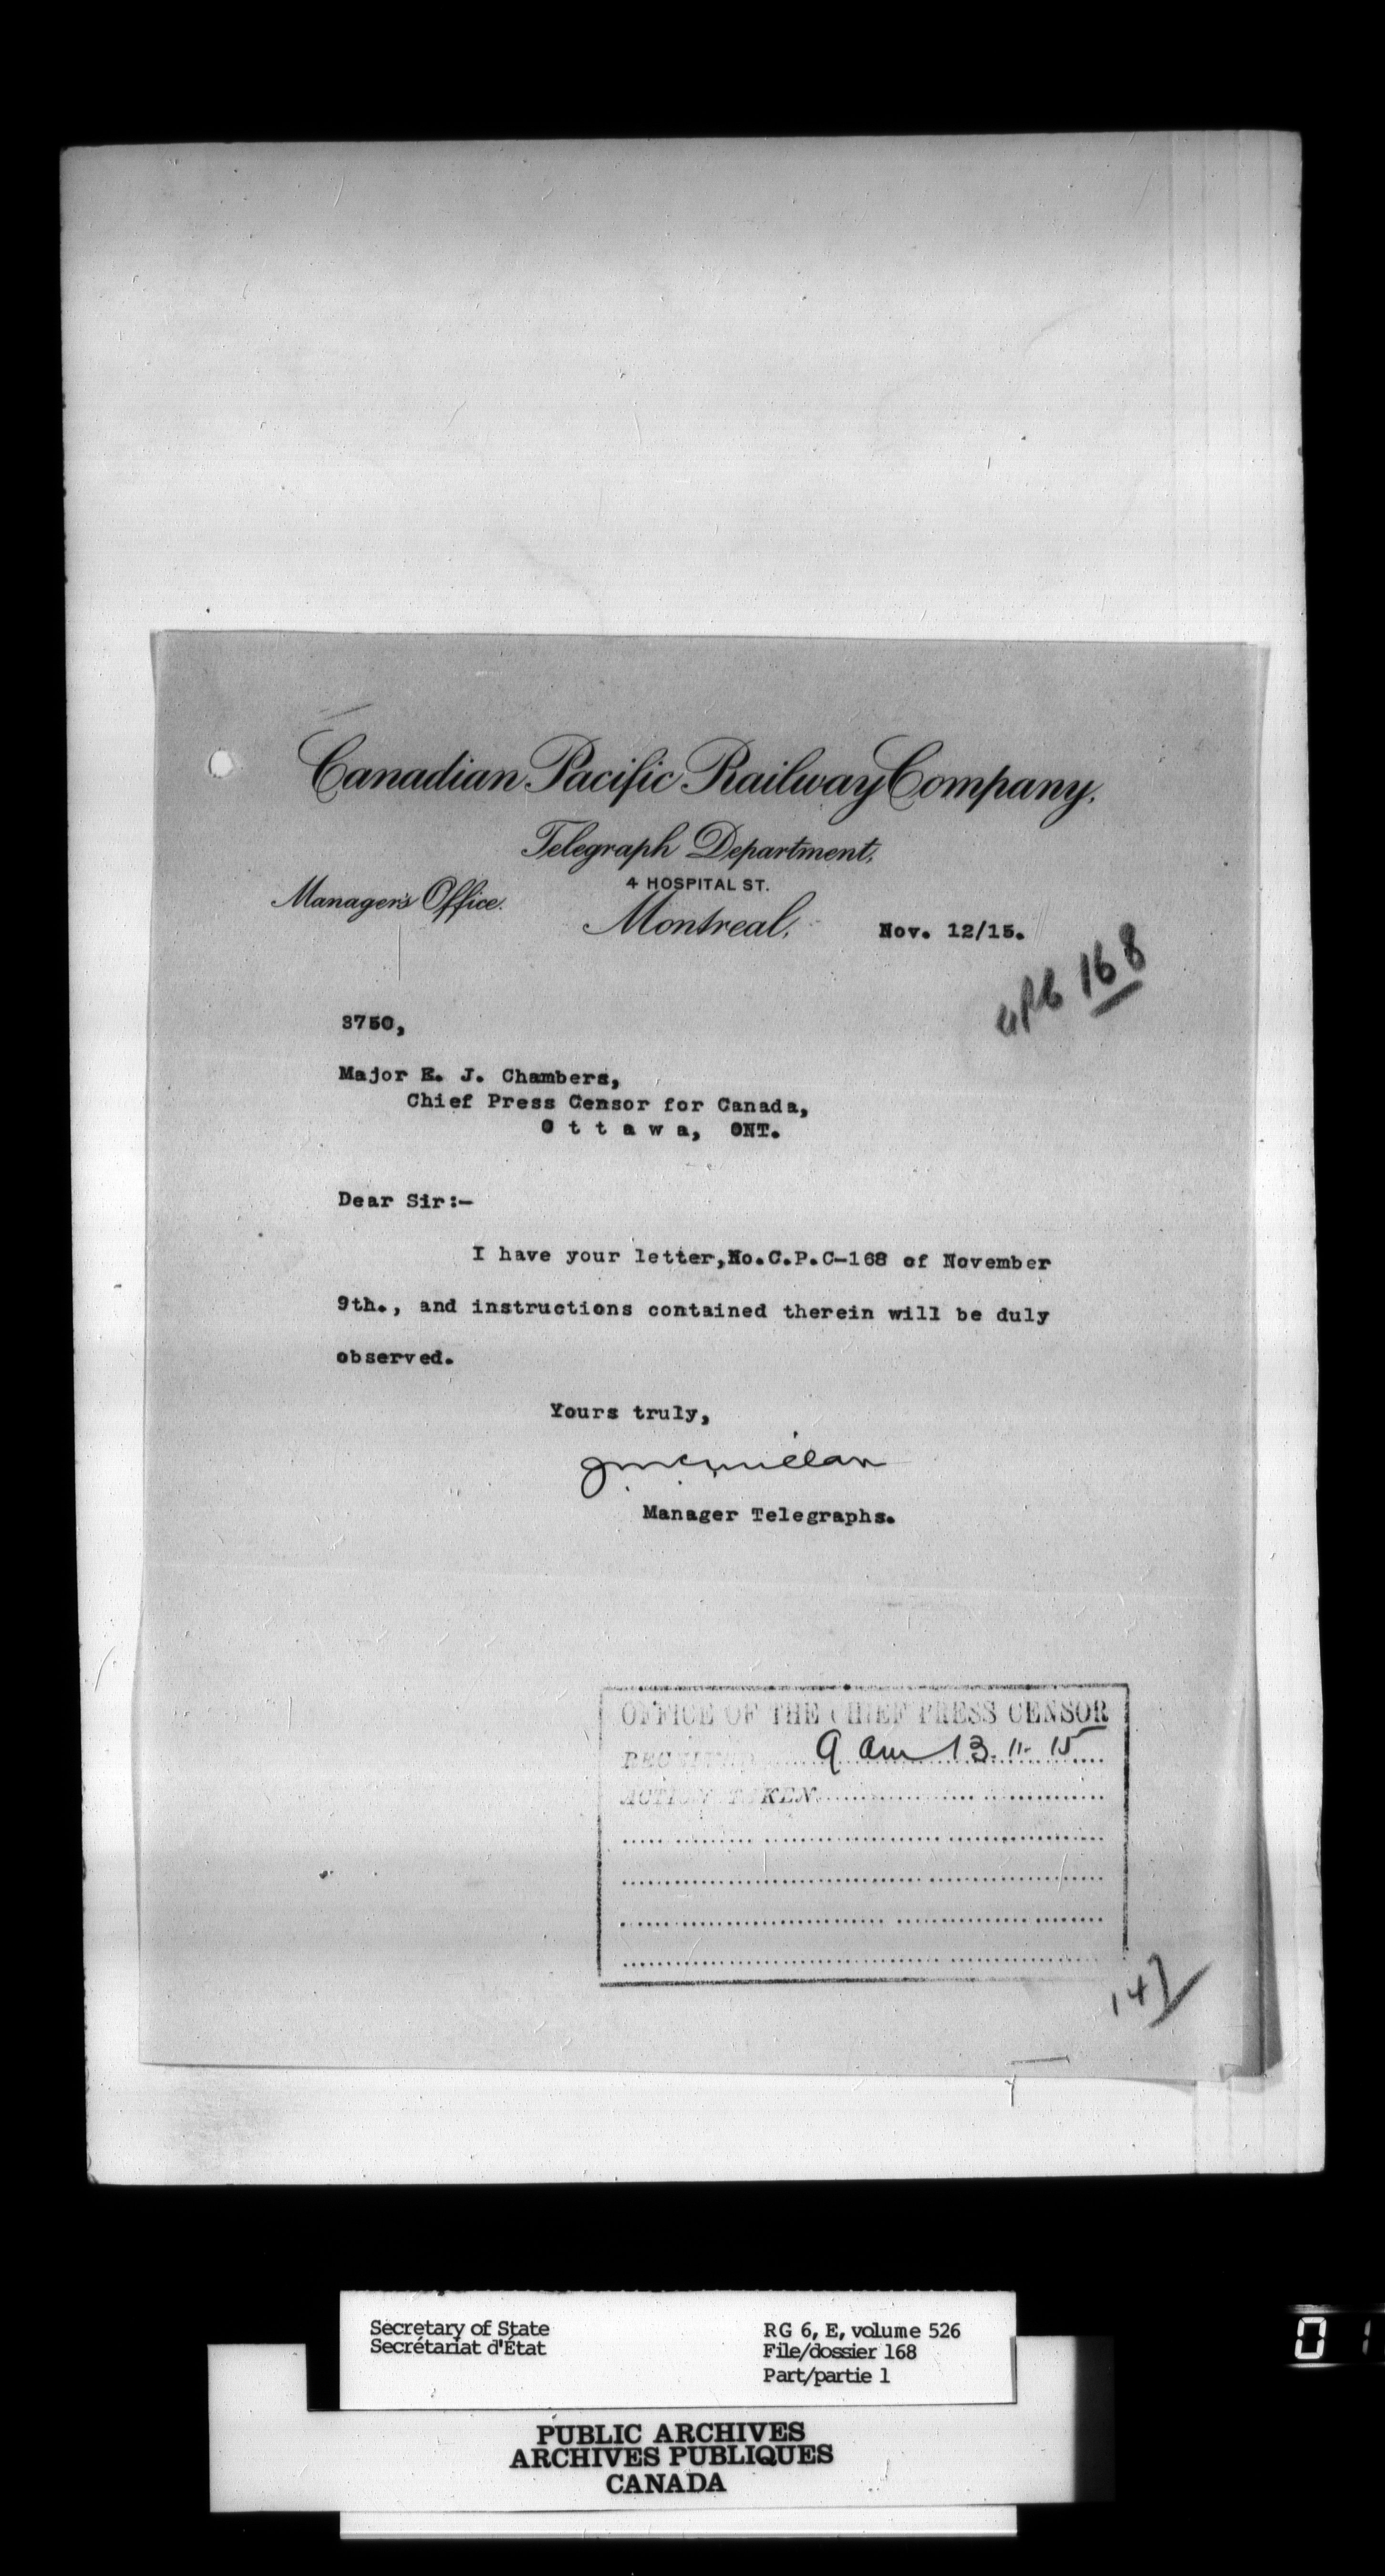 Canadian Pacific Railway Company,
Telegraph Department,
4 HOSPITAL ST.
Manager's Office.
Montreal,
Nov. 12/15.
168
3750,
Major E. J. Chambers,
Chief Press Censor for Canada,
O t t a w a, ONT.
Dear Sir:-
I have your letter,No.C.P.C-168 of November
9th., and instructions contained therein will be duly
observed.
Yours truly,
J McMillan
Manager Telegraphs.
OFFICE OF THE CHIEF PRESS CENSOR
RECEIVED 9 am 13. 11. 15
ACTION TAKEN
147
Secretary of State
Secrétariat d'État
RG 6, E, volume 526
File/dossier 168
Part/partie 1
PUBLIC ARCHIVES
ARCHIVES PUBLIQUES
CANADA
01